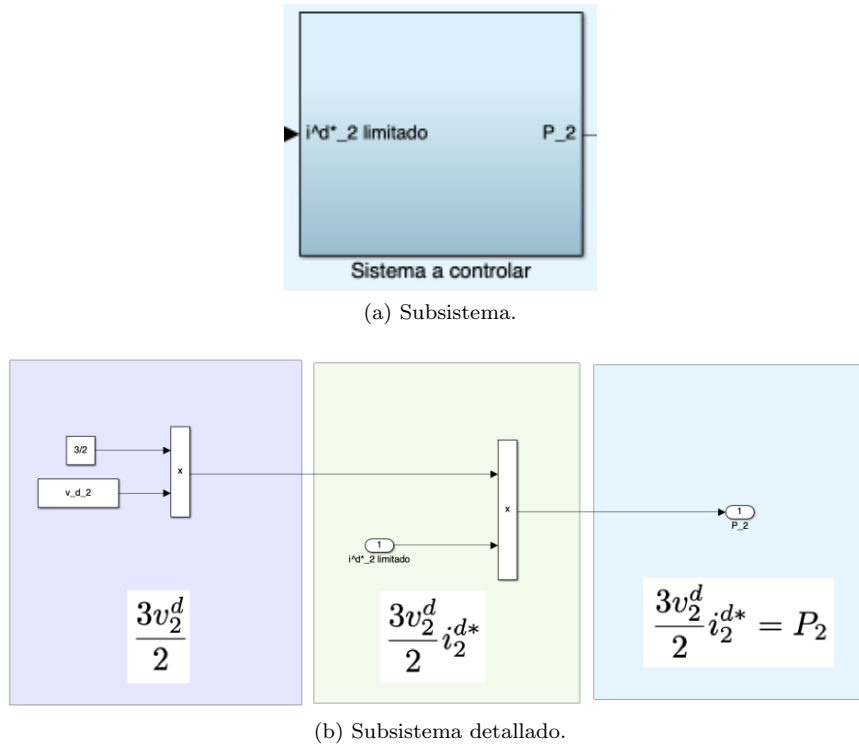 i^d*_2 limitado P_2
Sistema a controlar
(a) Subsistema.
3/2
v_d_2
x
x
1
i^d*_2 limitado
1
P_2
3v_2^d / 2
3v_2^d / 2 i_2^{d*}
3v_2^d / 2 i_2^{d*} = P_2
(b) Subsistema detallado.